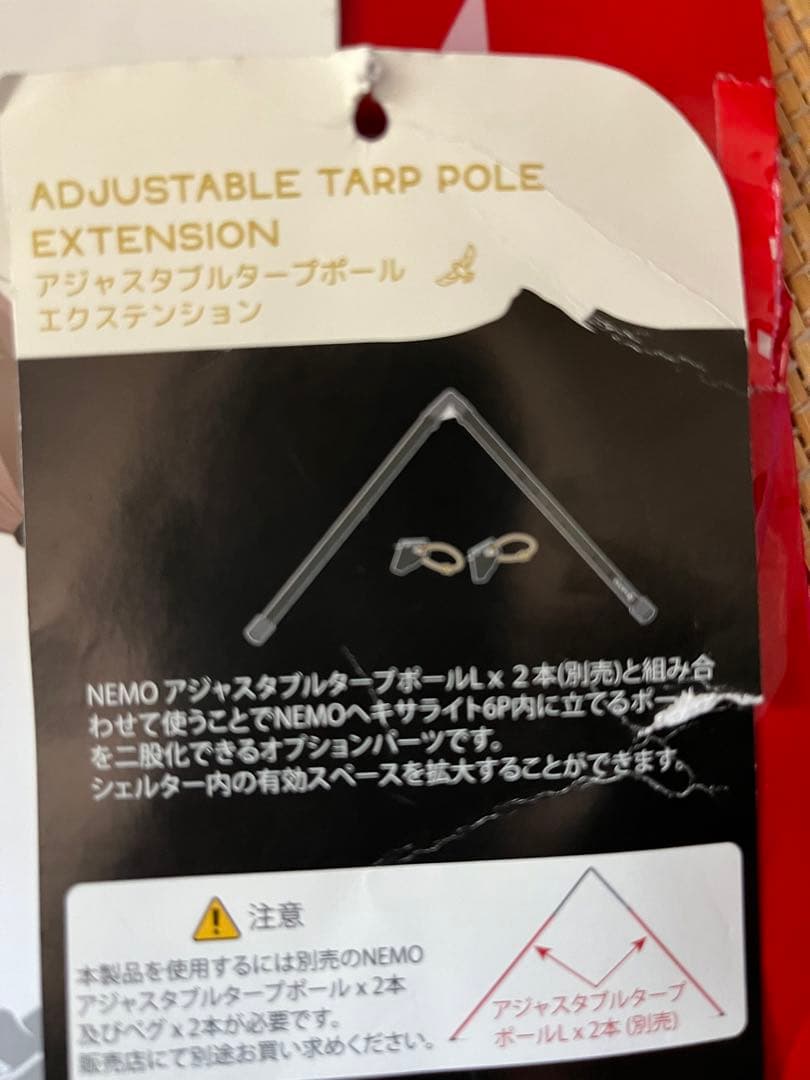 ADJUSTABLE TARP POLE
EXTENSION
アジャスタブルタープポール
エクステンション
NEMO アジャスタブルタープポールL x 2本(別売)と組み合
わせて使うことでNEMOヘキサライト6P内に立てるポール
を二股化できるオプションパーツです。
シェルター内の有効スペースを拡大することができます。
注意
本製品を使用するには別売のNEMO
アジャスタブルタープポール x 2本
及びペグ x 2本が必要です。
販売店にて別途お買い求めください。
アジャスタブルタープ
ポールL x 2本 (別売)